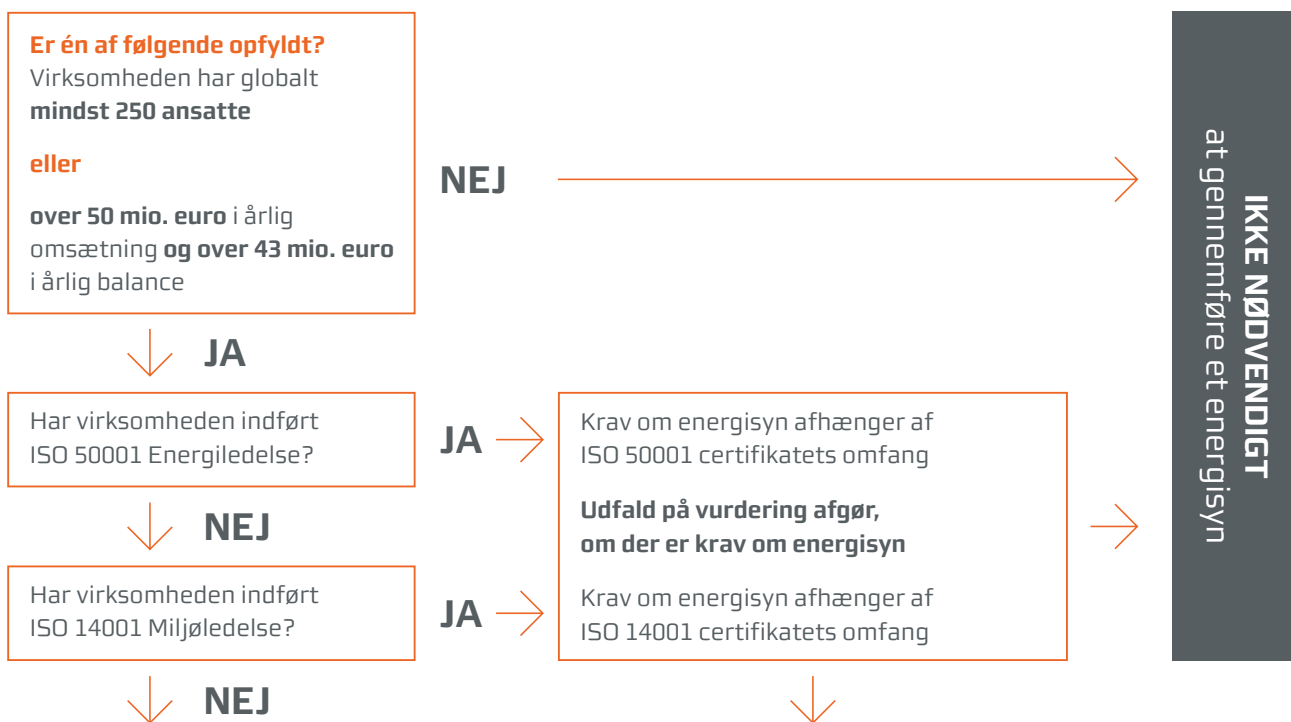 Er én af følgende opfyldt?
Virksomheden har globalt
mindst 250 ansatte
eller
over 50 mio. euro i årlig
omsætning og over 43 mio. euro
i årlig balance
NEJ
IKKE NØDVENDIGT
at gennemføre et energisyn
JA
Har virksomheden indført
ISO 50001 Energiledelse?
JA
Krav om energisyn afhænger af
ISO 50001 certifikatets omfang
Udfald på vurdering afgør,
om der er krav om energisyn
Krav om energisyn afhænger af
ISO 14001 certifikatets omfang
NEJ
Har virksomheden indført
ISO 14001 Miljøledelse?
JA
NEJ